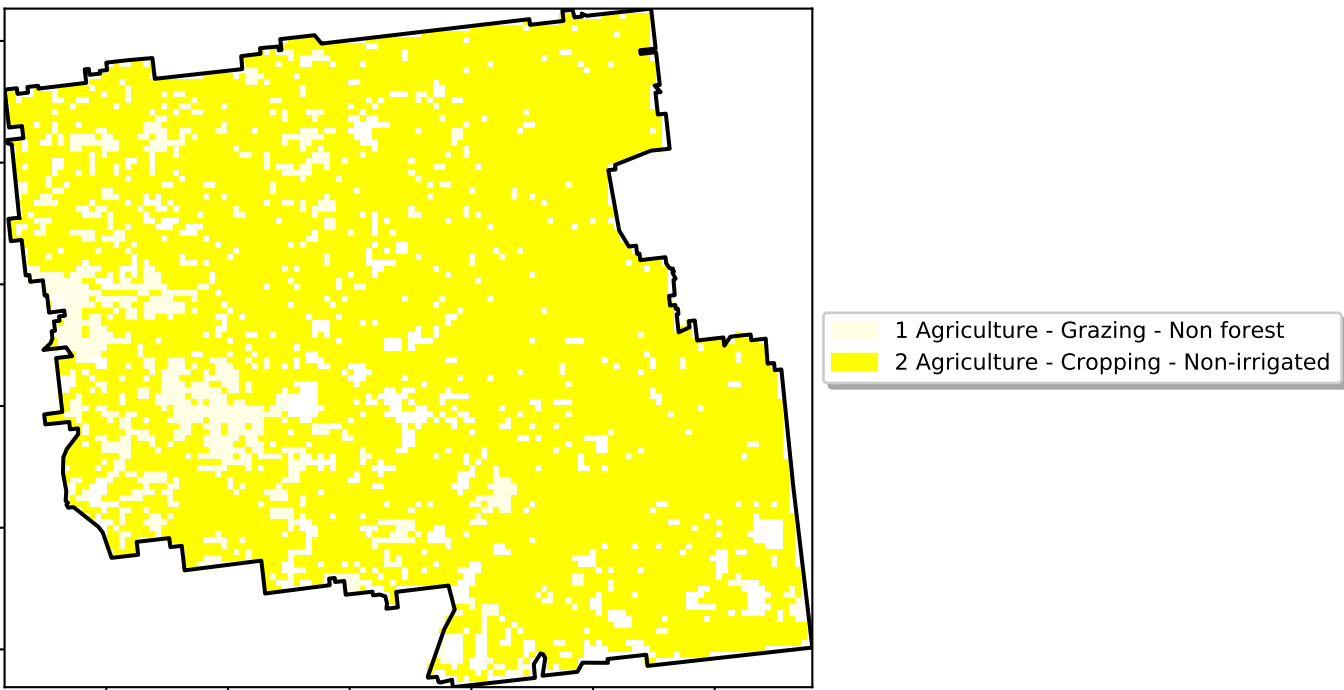 1 Agriculture - Grazing - Non forest
2 Agriculture - Cropping - Non-irrigated